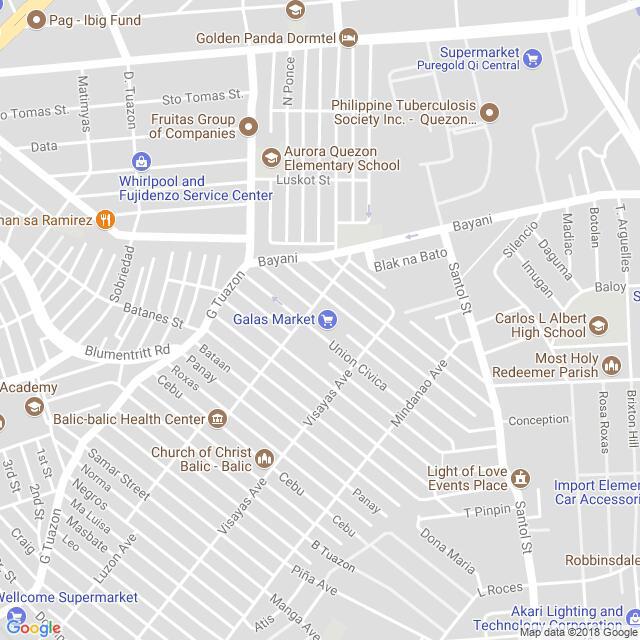 Pag - Ibig Fund
Golden Panda Dormtel
Supermarket
Puregold Qi Central
Matimyas
D. Tuazon
N Ponce
Sto Tomas St.
Sto Tomas St.
Philippine Tuberculosis
Society Inc. - Quezon...
Fruitas Group
of Companies
Data
Aurora Quezon
Elementary School
Luskot St
Whirlpool and
Fujidenzo Service Center
nan sa Ramirez
Bayani
T. Arguelles
Botolan
Madiac
Silencio
Daguma
Imugan
Bayani
Blak na Bato
Sobriedad
G Tuazon
Santol St
Baloy
S
Batanes St
Galas Market
Carlos L Albert
High School
Blumentritt Rd
Bataan
Panay
Roxas
Cebu
Union Civica
Most Holy
Redeemer Parish
Academy
Visayas Ave
Mindanao Ave
Rosa Roxas
Brixton Hill
Balic-balic Health Center
Conception
Church of Christ
Balic - Balic
1st St
2nd St
3rd St
Samar Street
Norma
Negros
Ma Luisa
Masbate
Leo
Craig
G Tuazon
Luzon Ave
Visayas Ave
Cebu
Cebu
Panay
Light of Love
Events Place
Import Elemen
Car Accessori
T Pinpin
Santol St
B Tuazon
Dona Maria
Piña Ave
Robbinsdale
L Roces
Wellcome Supermarket
Manga Ave
Atis
Akari Lighting and
Technology Corporation
Google
Map data ©2018 Google